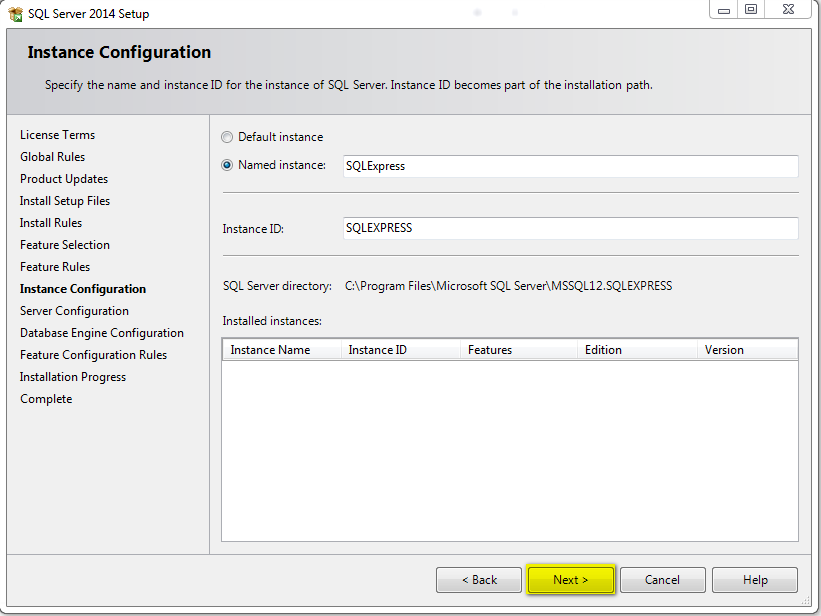 SQL Server 2014 Setup
Instance Configuration
Specify the name and instance ID for the instance of SQL Server. Instance ID becomes part of the installation path.
License Terms
Global Rules
Product Updates
Install Setup Files
Install Rules
Feature Selection
Feature Rules
Instance Configuration
Server Configuration
Database Engine Configuration
Feature Configuration Rules
Installation Progress
Complete
Default instance
Named instance: SQLExpress
Instance ID: SQLEXPRESS
SQL Server directory: C:\Program Files\Microsoft SQL Server\MSSQL12.SQLEXPRESS
Installed instances:
Instance Name Instance ID Features Edition Version
< Back Next > Cancel Help